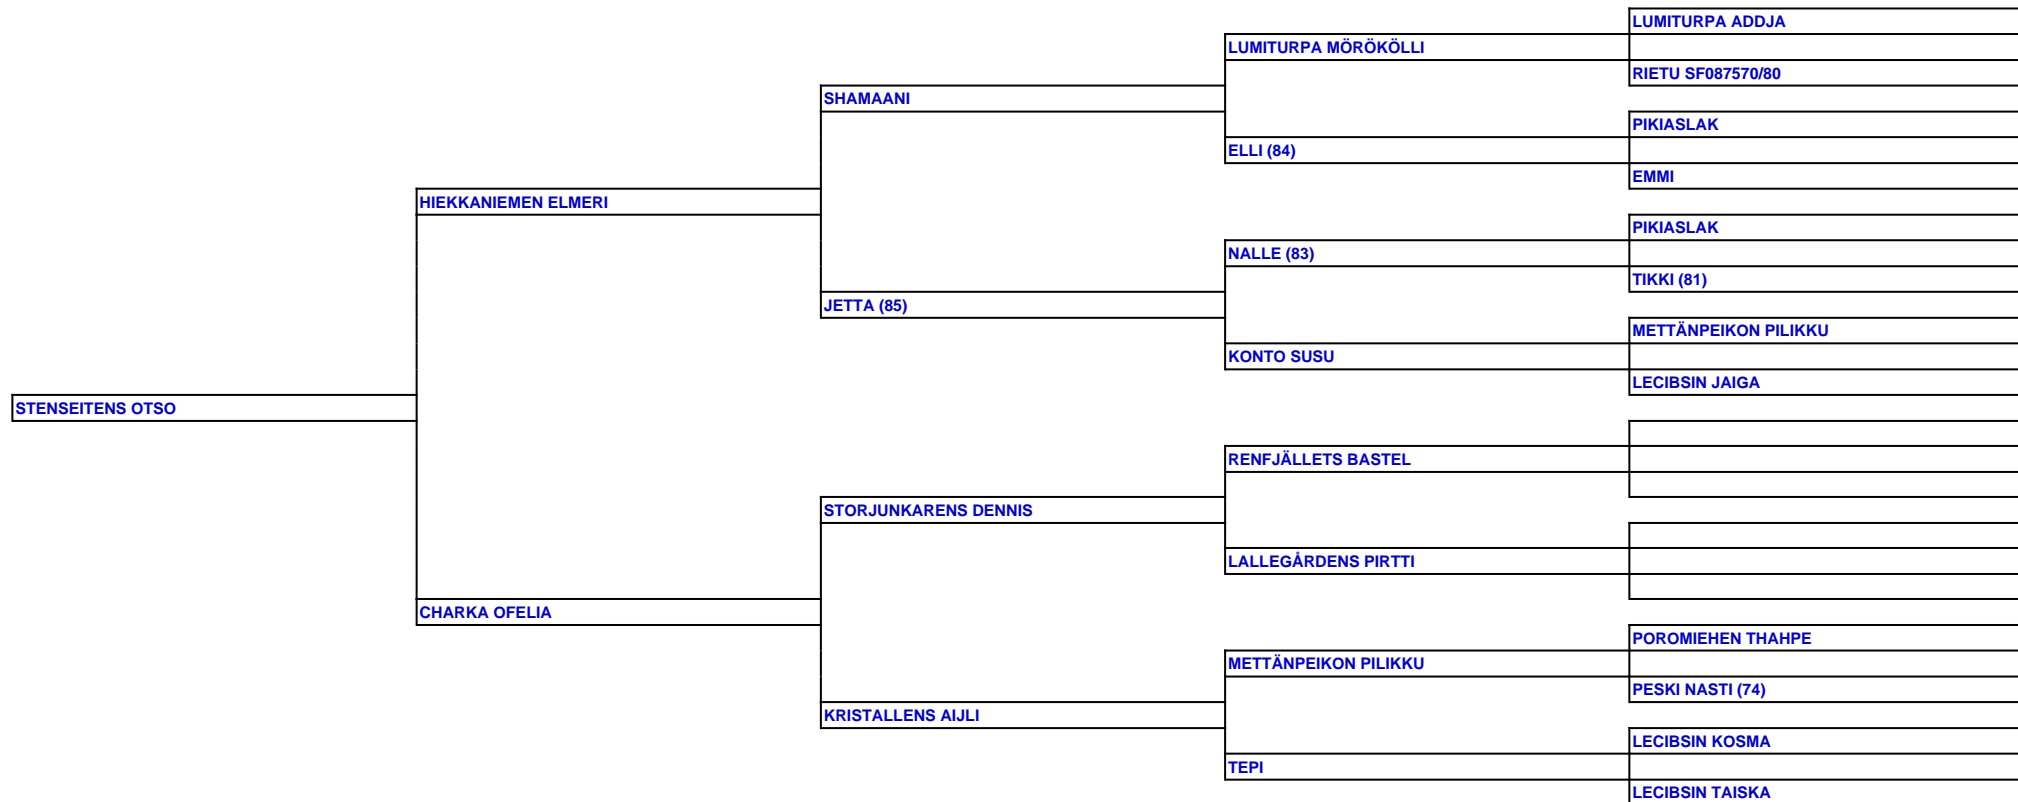 LUMITURPA ADDJA
LUMITURPA MÖRÖKÖLLI
RIETU SF087570/80
SHAMAANI
PIKIASLAK
ELLI (84)
EMMI
HIEKKANIEMEN ELMERI
PIKIASLAK
NALLE (83)
TIKKI (81)
JETTA (85)
METTÄNPEIKON PILIKKU
KONTO SUSU
LECIBSIN JAIGA
STENSEITENS OTSO
RENFJÄLLETS BASTEL
STORJUNKARENS DENNIS
LALLEGÅRDENS PIRTTI
CHARKA OFELIA
POROMIEHEN THAHPE
METTÄNPEIKON PILIKKU
PESKI NASTI (74)
KRISTALLENS AIJLI
LECIBSIN KOSMA
TEPI
LECIBSIN TAISKA